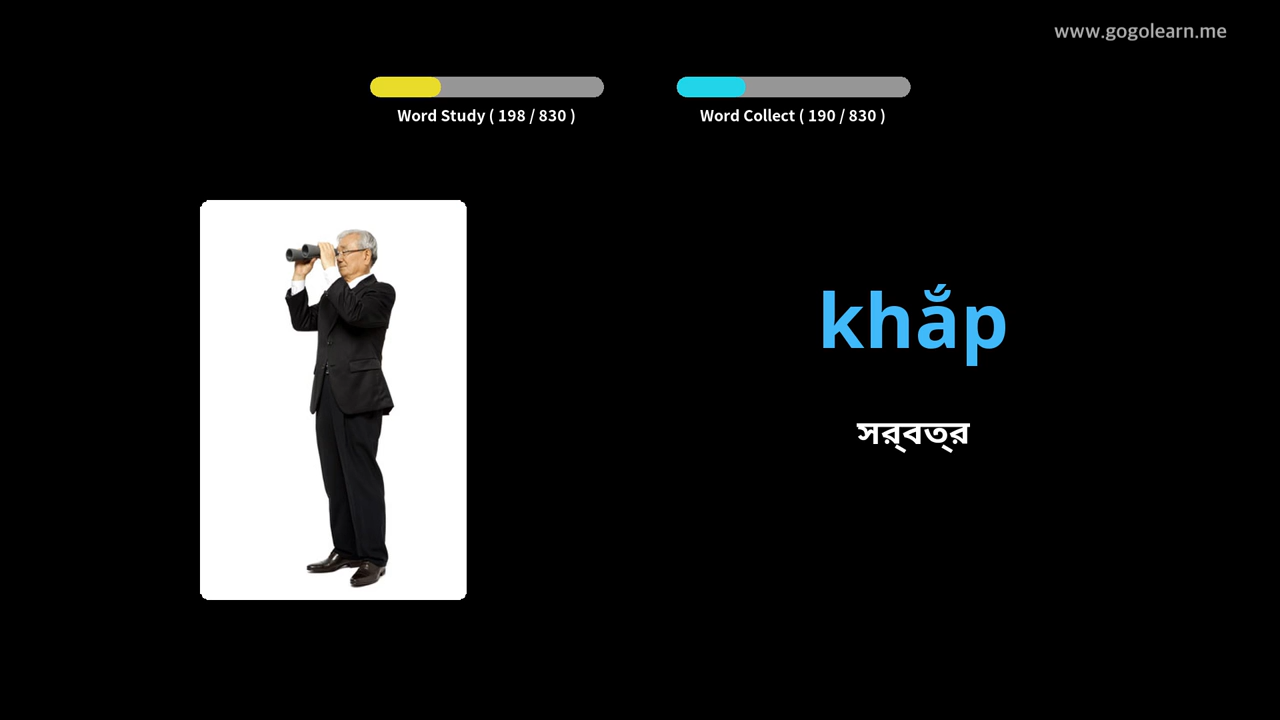 www.gogolearn.me
Word Study ( 198 / 830 )
Word Collect ( 190 / 830 )
khắp
সর্বত্র